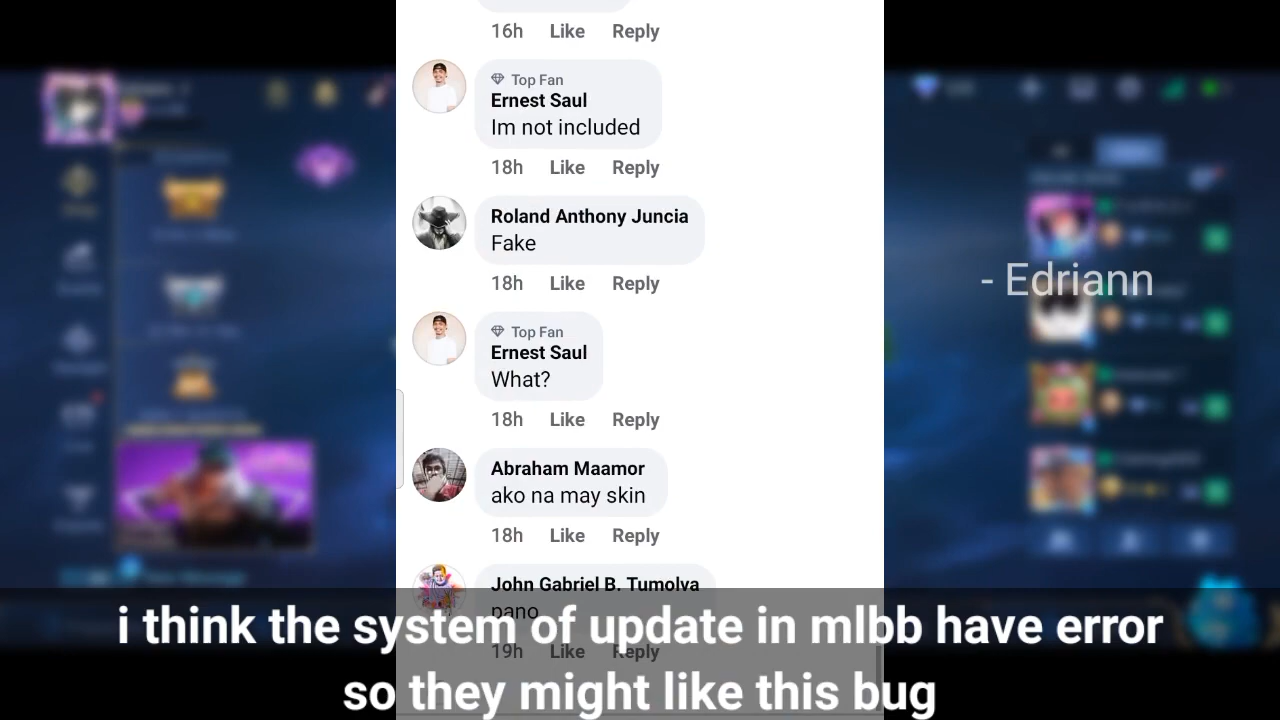 16h Like Reply
Top Fan
Ernest Saul
Im not included
18h Like Reply
Roland Anthony Juncia
Fake
18h Like Reply
- Edriann
Top Fan
Ernest Saul
What?
18h Like Reply
Abraham Maamor
ako na may skin
18h Like Reply
John Gabriel B. Tumolva
pano
19h Like Reply
i think the system of update in mlbb have error
so they might like this bug